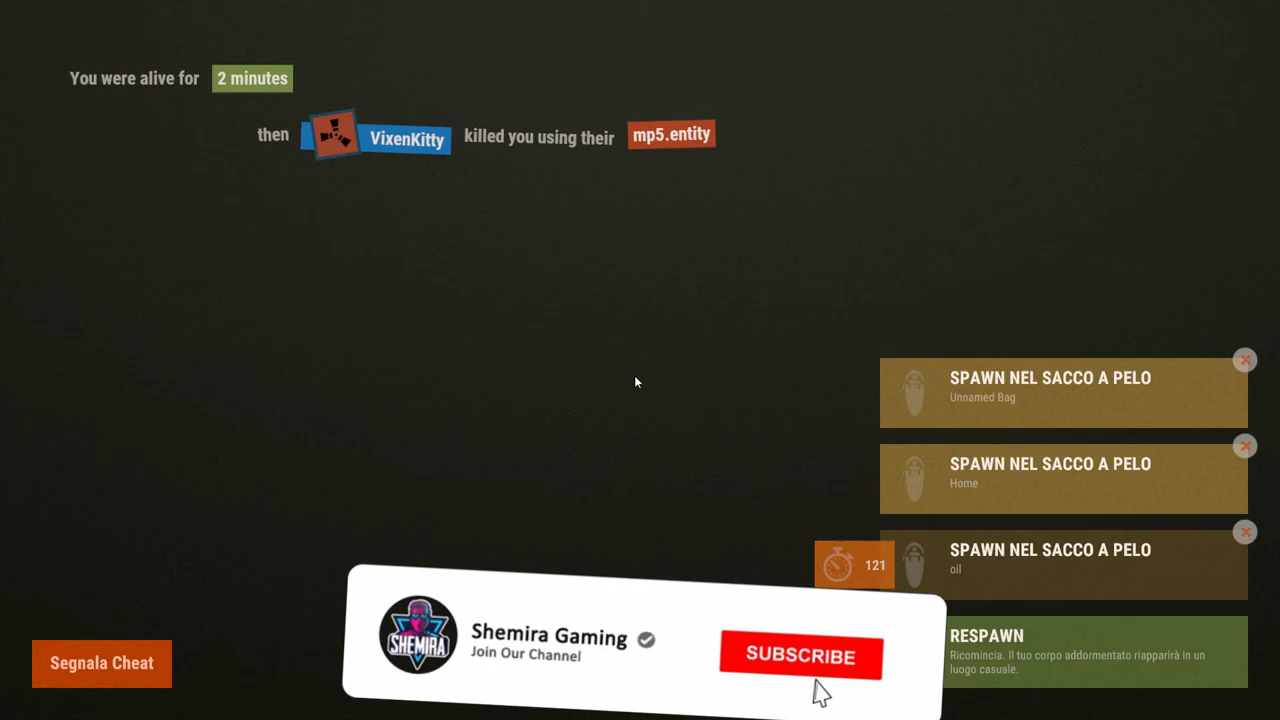 You were alive for 2 minutes
then VixenKitty killed you using their mp5.entity
SPAWN NEL SACCO A PELO
Unnamed Bag
SPAWN NEL SACCO A PELO
Home
SPAWN NEL SACCO A PELO
oil
121
RESPAWN
Ricomincia. Il tuo corpo addormentato riapparirà in un
luogo casuale.
Segnala Cheat
SHEMIRA
Shemira Gaming
Join Our Channel
SUBSCRIBE